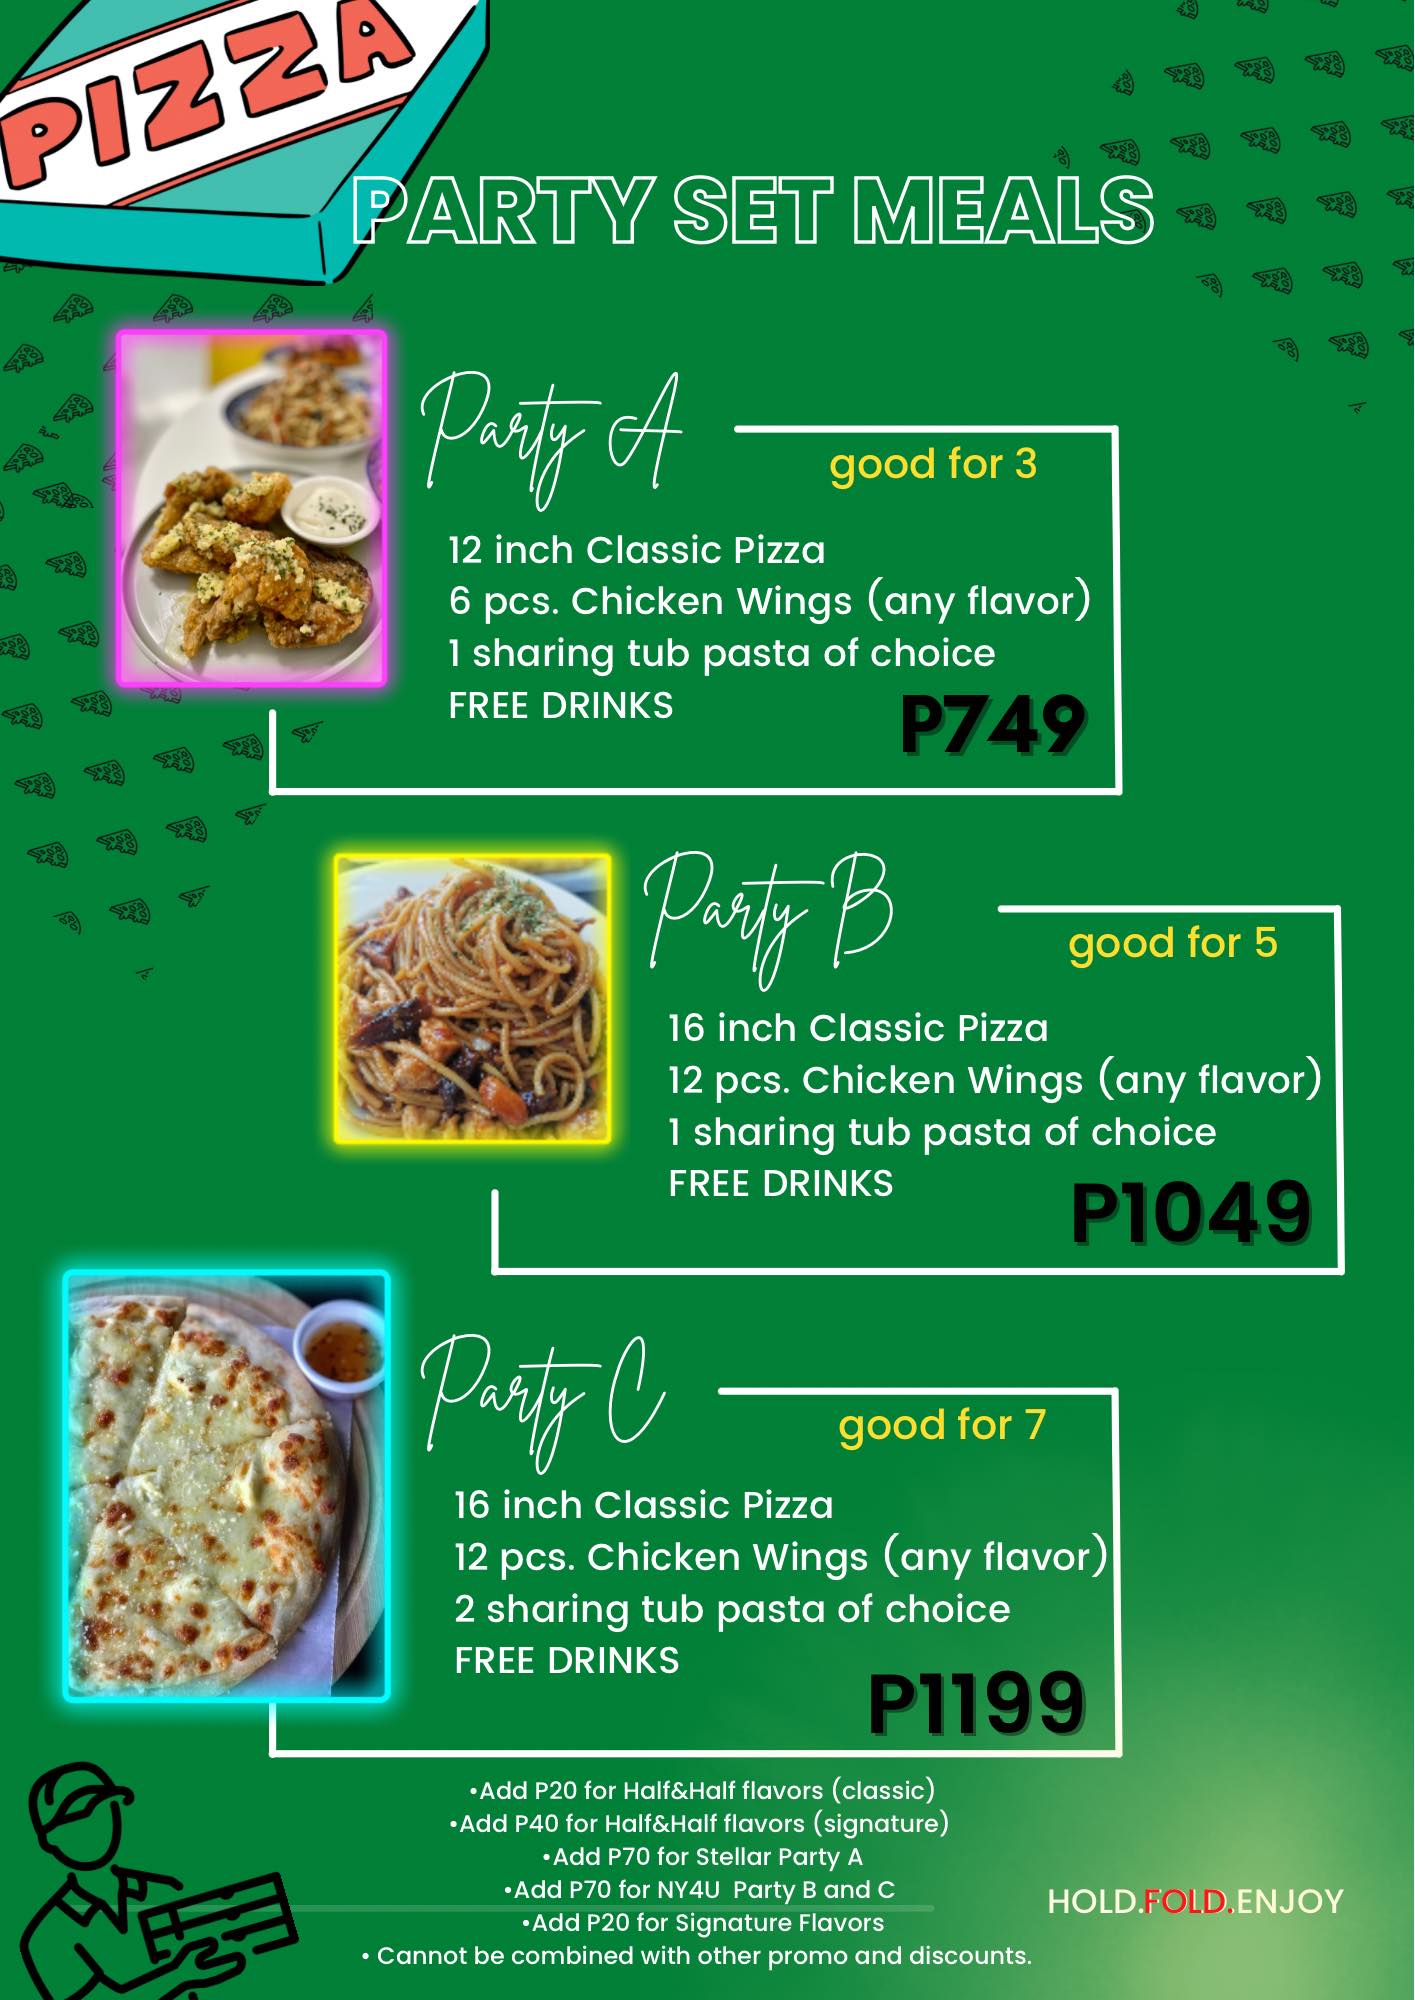 PIZZA
PARTY SET MEALS
Party A
good for 3
12 inch Classic Pizza
6 pcs. Chicken Wings (any flavor)
1 sharing tub pasta of choice
FREE DRINKS
P749
Party B
good for 5
16 inch Classic Pizza
12 pcs. Chicken Wings (any flavor)
1 sharing tub pasta of choice
FREE DRINKS
P1049
Party C
good for 7
16 inch Classic Pizza
12 pcs. Chicken Wings (any flavor)
2 sharing tub pasta of choice
FREE DRINKS
P1199
•Add P20 for Half&Half flavors (classic)
•Add P40 for Half&Half flavors (signature)
•Add P70 for Stellar Party A
•Add P70 for NY4U  Party B and C
•Add P20 for Signature Flavors
• Cannot be combined with other promo and discounts.
HOLD.FOLD.ENJOY